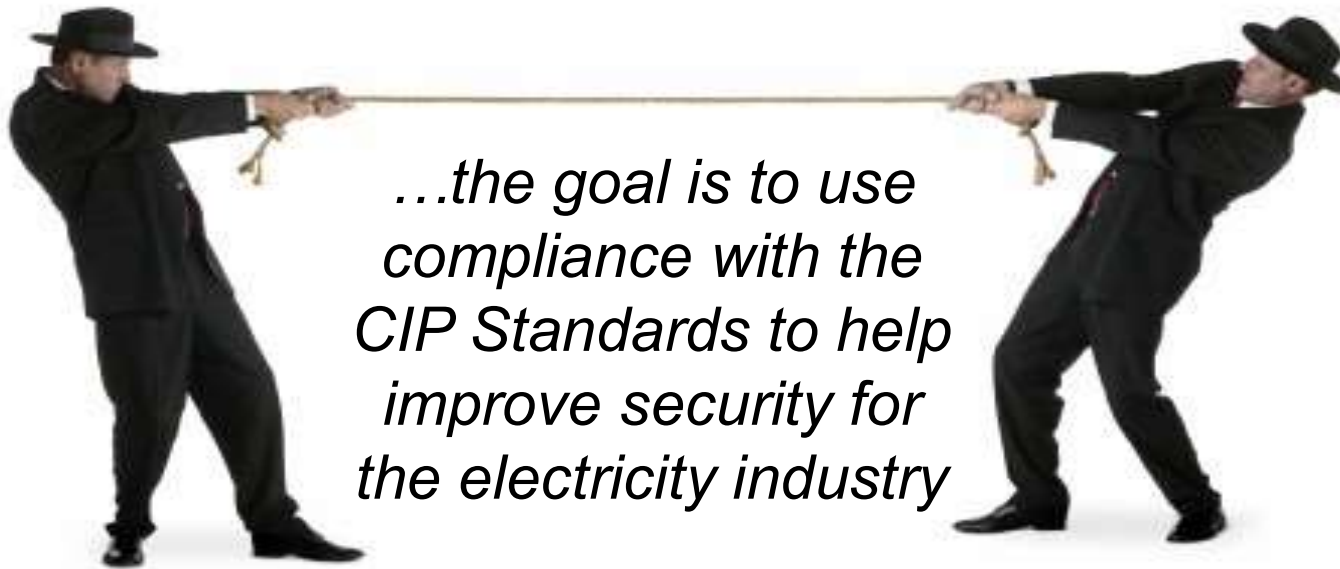 …the goal is to use
compliance with the
CIP Standards to help
improve security for
the electricity industry